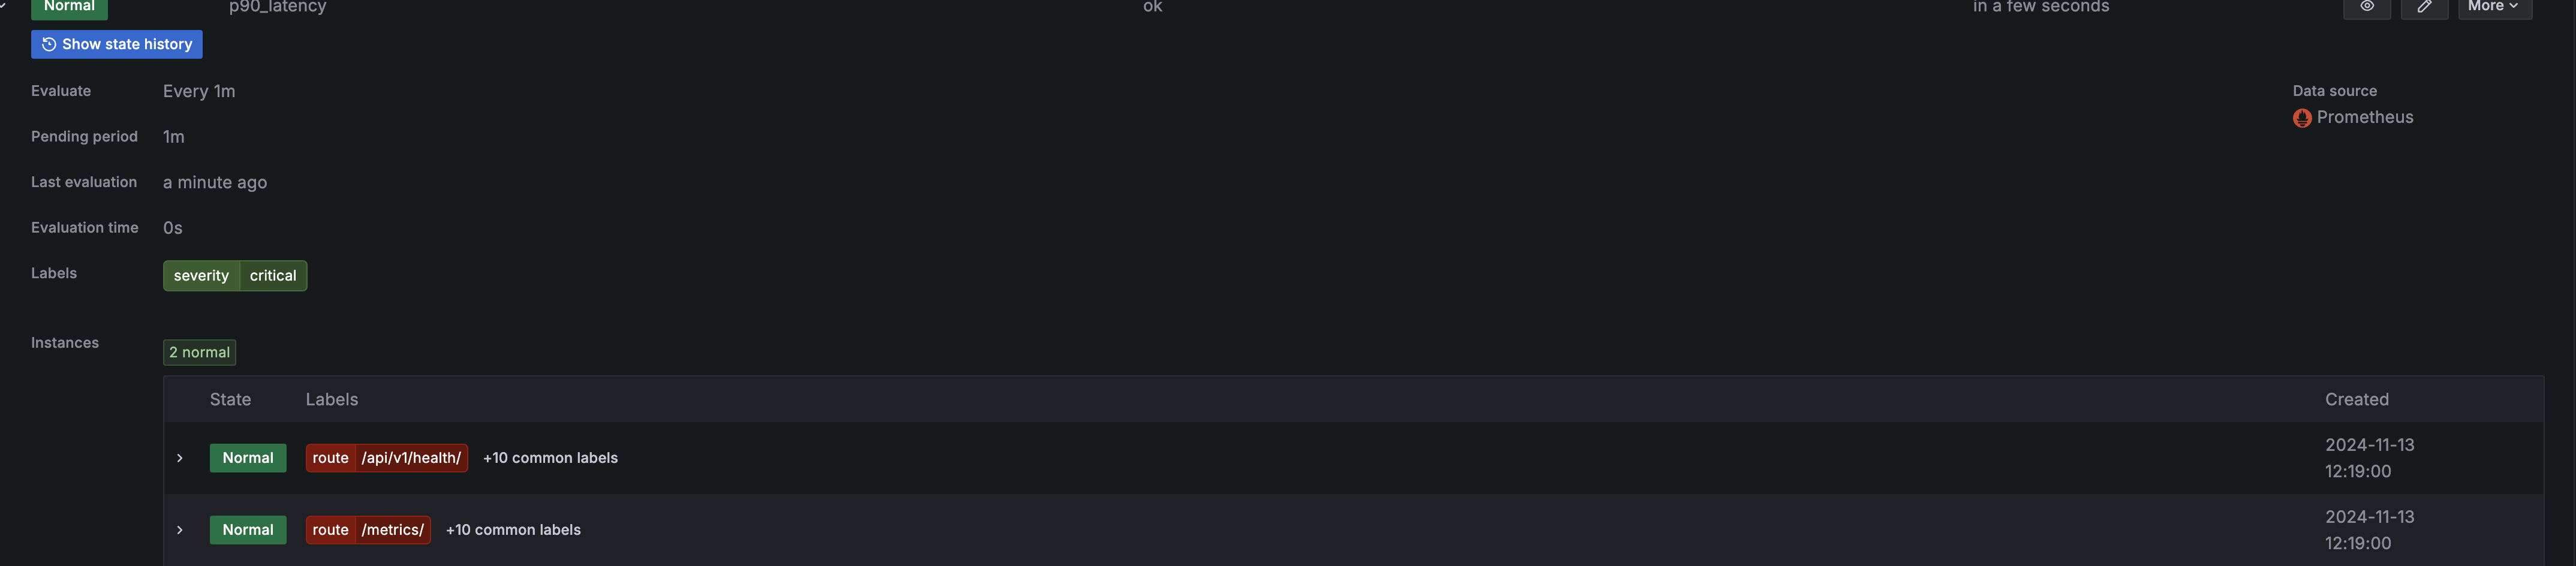 Normal p90_latency ok in a few seconds More
Show state history
Evaluate Every 1m Data source
Prometheus
Pending period 1m
Last evaluation a minute ago
Evaluation time 0s
Labels severity critical
Instances 2 normal
State Labels Created
Normal route /api/v1/health/ +10 common labels 2024-11-13
12:19:00
Normal route /metrics/ +10 common labels 2024-11-13
12:19:00